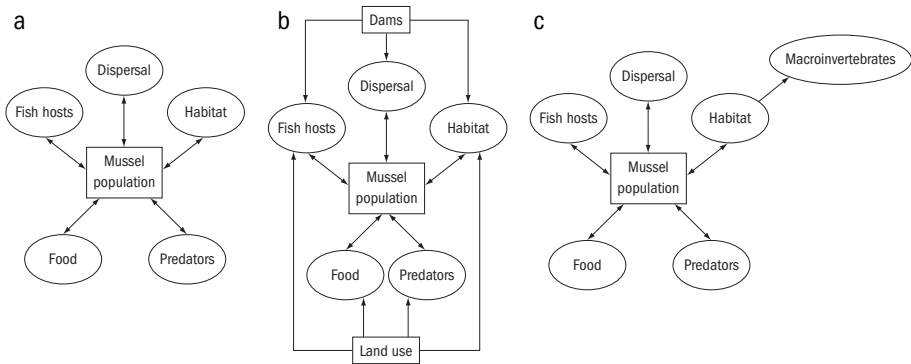 a
Dispersal
Fish hosts
Habitat
Mussel
population
Food
Predators
b
Dams
Dispersal
Fish hosts
Habitat
Mussel
population
Food
Predators
Land use
c
Macroinvertebrates
Dispersal
Fish hosts
Habitat
Mussel
population
Food
Predators